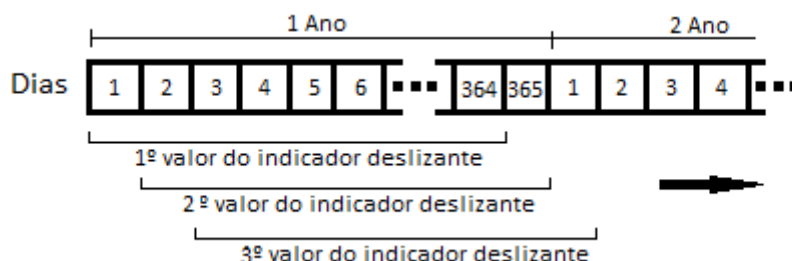 1 Ano 2 Ano
Dias 1 2 3 4 5 6 364 365 1 2 3 4
1º valor do indicador deslizante
2 º valor do indicador deslizante
3º valor do indicador deslizante